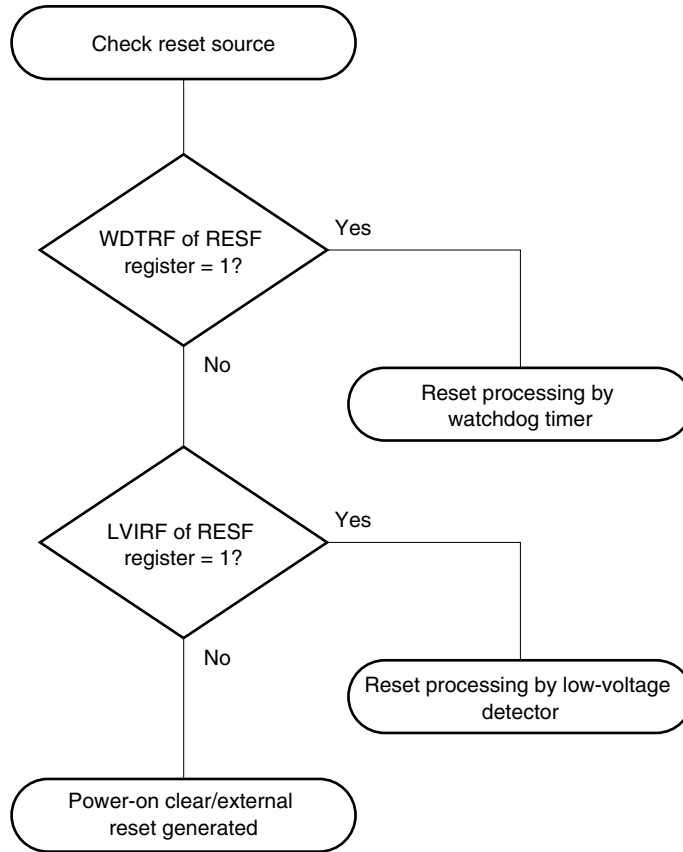 Check reset source
WDTRF of RESF
register = 1?
Yes
No
Reset processing by
watchdog timer
LVIRF of RESF
register = 1?
Yes
No
Reset processing by low-voltage
detector
Power-on clear/external
reset generated